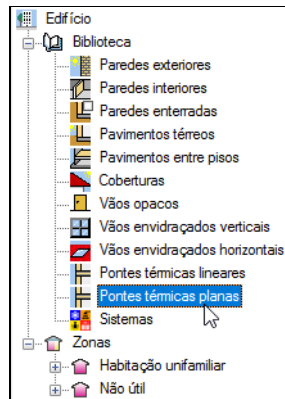 Edifício
Biblioteca
Paredes exteriores
Paredes interiores
Paredes enterradas
Pavimentos térreos
Pavimentos entre pisos
Coberturas
Vãos opacos
Vãos envidraçados verticais
Vãos envidraçados horizontais
Pontes térmicas lineares
Pontes térmicas planas
Sistemas
Zonas
Habitação unifamiliar
Não útil